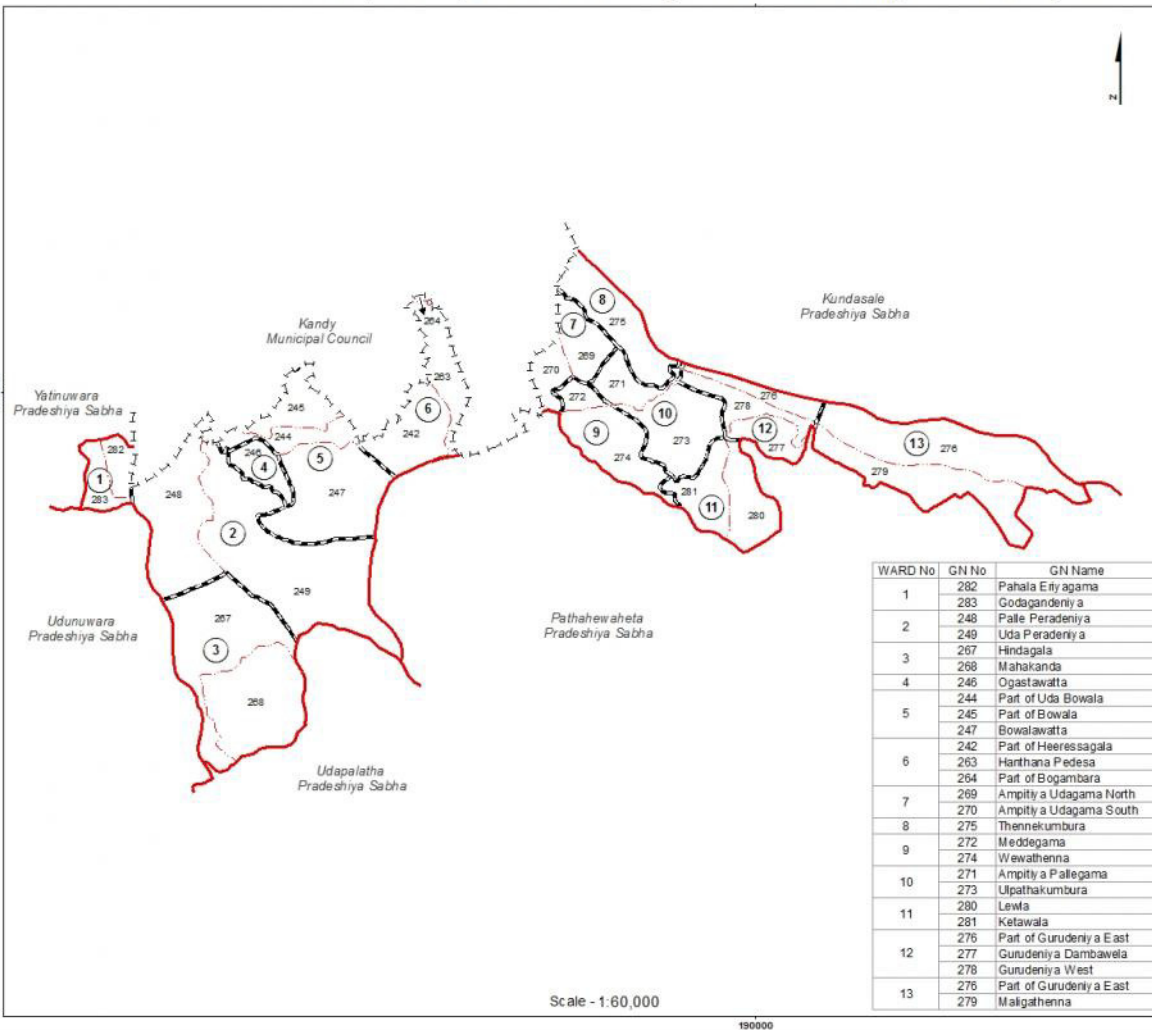 N
Kundasale
Pradeshiya Sabha
8
275
264
Kandy
Municipal Council
7
269
270
271
263
Yatinuwara
Pradeshiya Sabha
245
272
276
278
6
10
242
244
9
12
13
282
246
4
5
273
277
276
274
279
1
283
248
247
281
11
280
2
249
WARD No GN No GN Name
1 282 Pahala Eriyagama
283 Godagandeniya
2 248 Palle Peradeniya
249 Uda Peradeniya
3 267 Hindagala
268 Mahakanda
4 246 Ogastawatta
5 244 Part of Uda Bowala
245 Part of Bowala
247 Bowalawatta
6 242 Part of Heeressagala
263 Hanthana Pedesa
264 Part of Bogambara
7 269 Ampitiya Udagama North
270 Ampitiya Udagama South
8 275 Thennekumbura
9 272 Meddegama
274 Wewathenna
10 271 Ampitiya Pallegama
273 Ulpathakumbura
11 280 Lewla
281 Ketawala
12 276 Part of Gurudeniya East
277 Gurudeniya Dambawela
278 Gurudeniya West
13 276 Part of Gurudeniya East
279 Maligathenna
Udunuwara
Pradeshiya Sabha
267
Pathahewaheta
Pradeshiya Sabha
3
268
Udapalatha
Pradeshiya Sabha
Scale - 1:60,000
190000